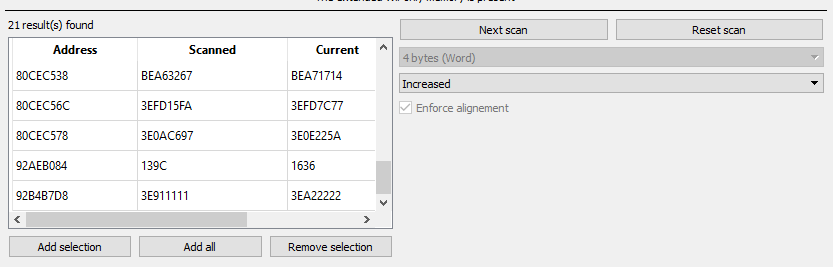 21 result(s) found
Next scan
Reset scan
Address Scanned Current
80CEC538 BEA63267 BEA71714
80CEC56C 3EFD15FA 3EFD7C77
80CEC578 3E0AC697 3E0E225A
92AEB084 139C 1636
92B4B7D8 3E911111 3EA22222
4 bytes (Word)
Increased
Enforce alignement
Add selection
Add all
Remove selection